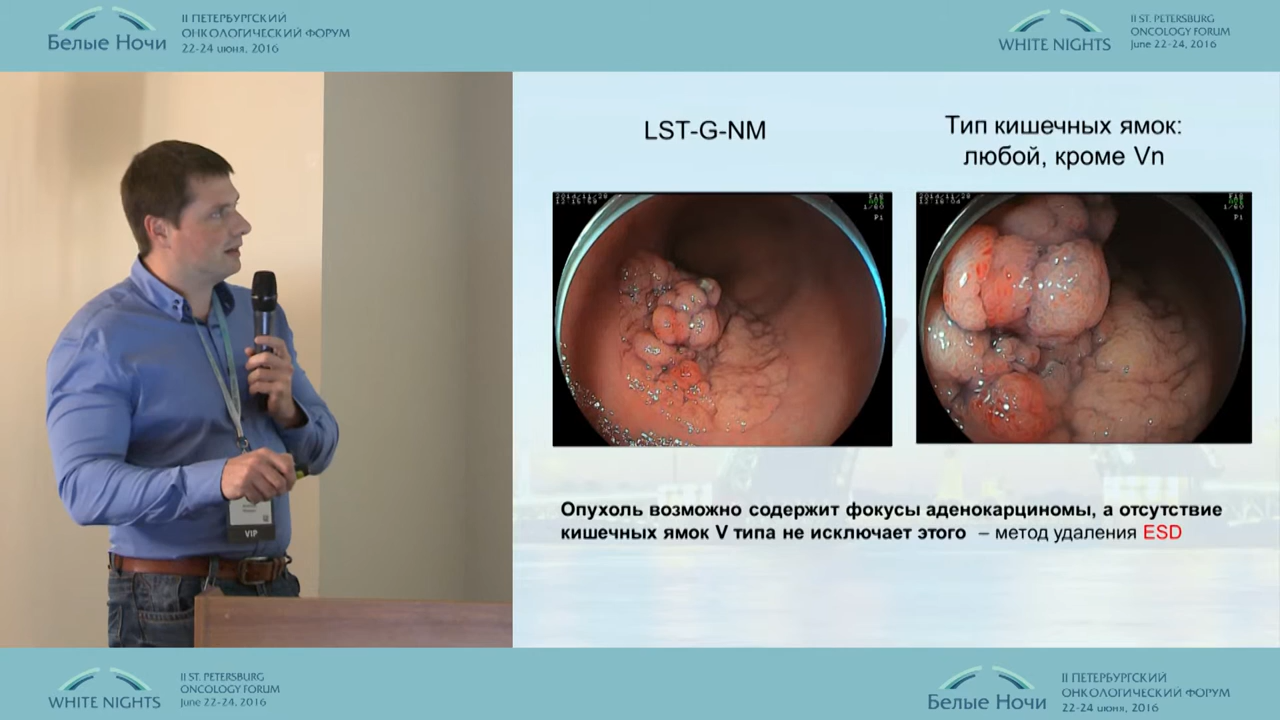 Белые Ночи
II ПЕТЕРБУРГСКИЙ
ОНКОЛОГИЧЕСКИЙ ФОРУМ
22-24 июня, 2016
WHITE NIGHTS
II ST. PETERSBURG
ONCOLOGY FORUM
June 22-24, 2016
LST-G-NM
Тип кишечных ямок:
любой, кроме Vn
Опухоль возможно содержит фокусы аденокарциномы, а отсутствие
кишечных ямок V типа не исключает этого – метод удаления ESD
VIP
WHITE NIGHTS
II ST. PETERSBURG
ONCOLOGY FORUM
June 22-24, 2016
Белые Ночи
II ПЕТЕРБУРГСКИЙ
ОНКОЛОГИЧЕСКИЙ ФОРУМ
22-24 июня, 2016